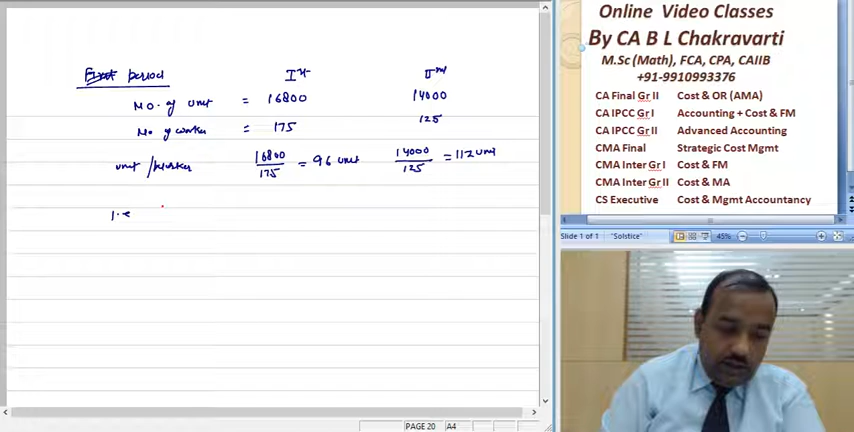 First period Ist IInd
No. of unit = 16800 14000
No. of worker = 175 125
unit/worker 16800/175 = 96 unit 14000/125 = 112 unit
i.e
PAGE 20 A4
Online Video Classes
By CA B L Chakravarti
M.Sc (Math), FCA, CPA, CAIIB
+91-9910993376
CA Final Gr II Cost & OR (AMA)
CA IPCC Gr I Accounting + Cost & FM
CA IPCC Gr II Advanced Accounting
CMA Final Strategic Cost Mgmt
CMA Inter Gr I Cost & FM
CMA Inter Gr II Cost & MA
CS Executive Cost & Mgmt Accountancy
Slide 1 of 1 "Solstice" 45%